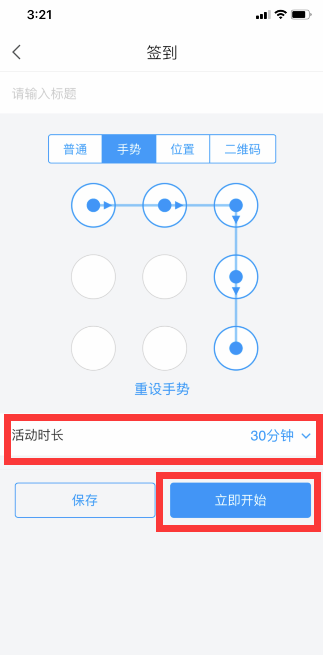 3:21
签到
请输入标题
普通 手势 位置 二维码
重设手势
活动时长 30分钟
保存 立即开始